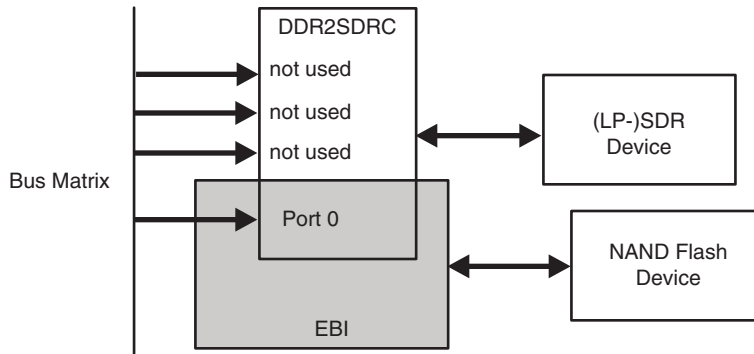 DDR2SDRC
not used
not used
not used
(LP-)SDR
Device
Bus Matrix
Port 0
NAND Flash
Device
EBI